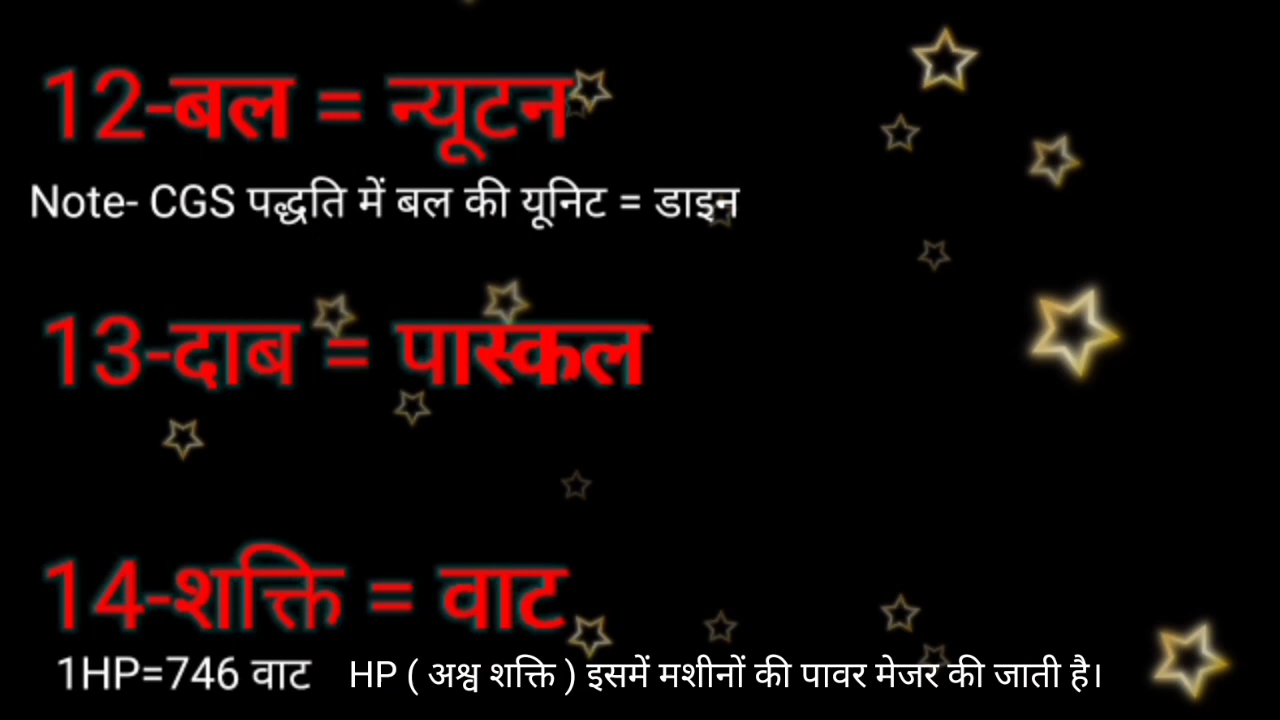 12-बल = न्यूटन
Note- CGS पद्धति में बल की यूनिट = डाइन
13-दाब = पास्कल
14-शक्ति = वाट
1HP=746 वाट HP ( अश्व शक्ति ) इसमें मशीनों की पावर मेजर की जाती है।